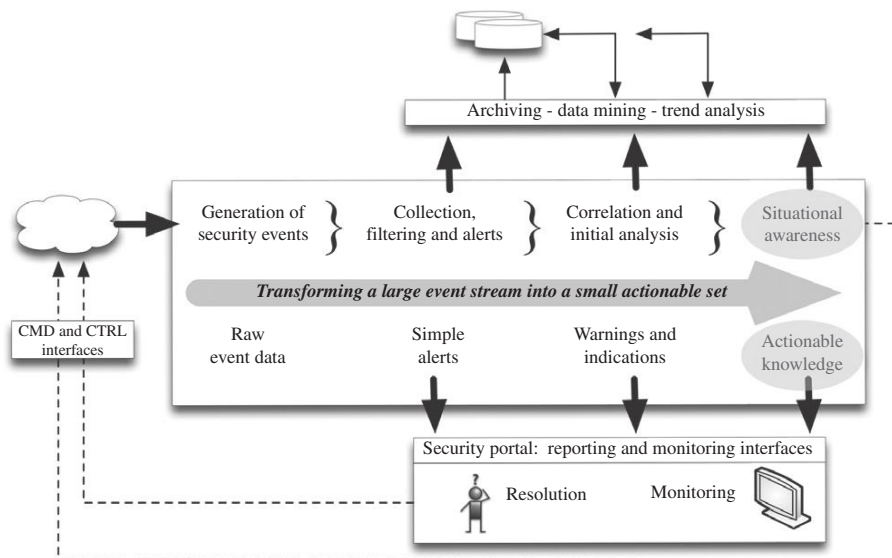 Archiving - data mining - trend analysis
Generation of
security events
Collection,
filtering and alerts
Correlation and
initial analysis
Situational
awareness
Transforming a large event stream into a small actionable set
CMD and CTRL
interfaces
Raw
event data
Simple
alerts
Warnings and
indications
Actionable
knowledge
Security portal: reporting and monitoring interfaces
?
Resolution
Monitoring